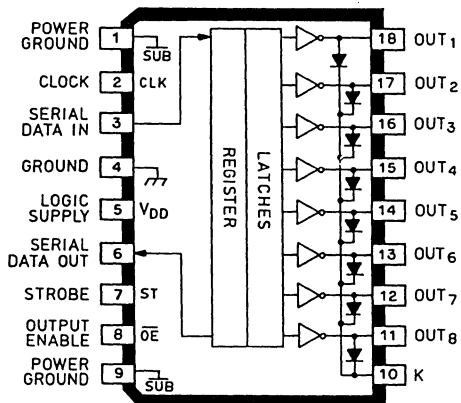 POWER
GROUND 1 SUB 18 OUT1
CLOCK 2 CLK 17 OUT2
SERIAL
DATA IN 3 16 OUT3
GROUND 4 15 OUT4
LOGIC
SUPPLY 5 VDD 14 OUT5
SERIAL
DATA OUT 6 13 OUT6
STROBE 7 ST 12 OUT7
OUTPUT
ENABLE 8 O̅E̅ 11 OUT8
POWER
GROUND 9 SUB 10 K
REGISTER
LATCHES